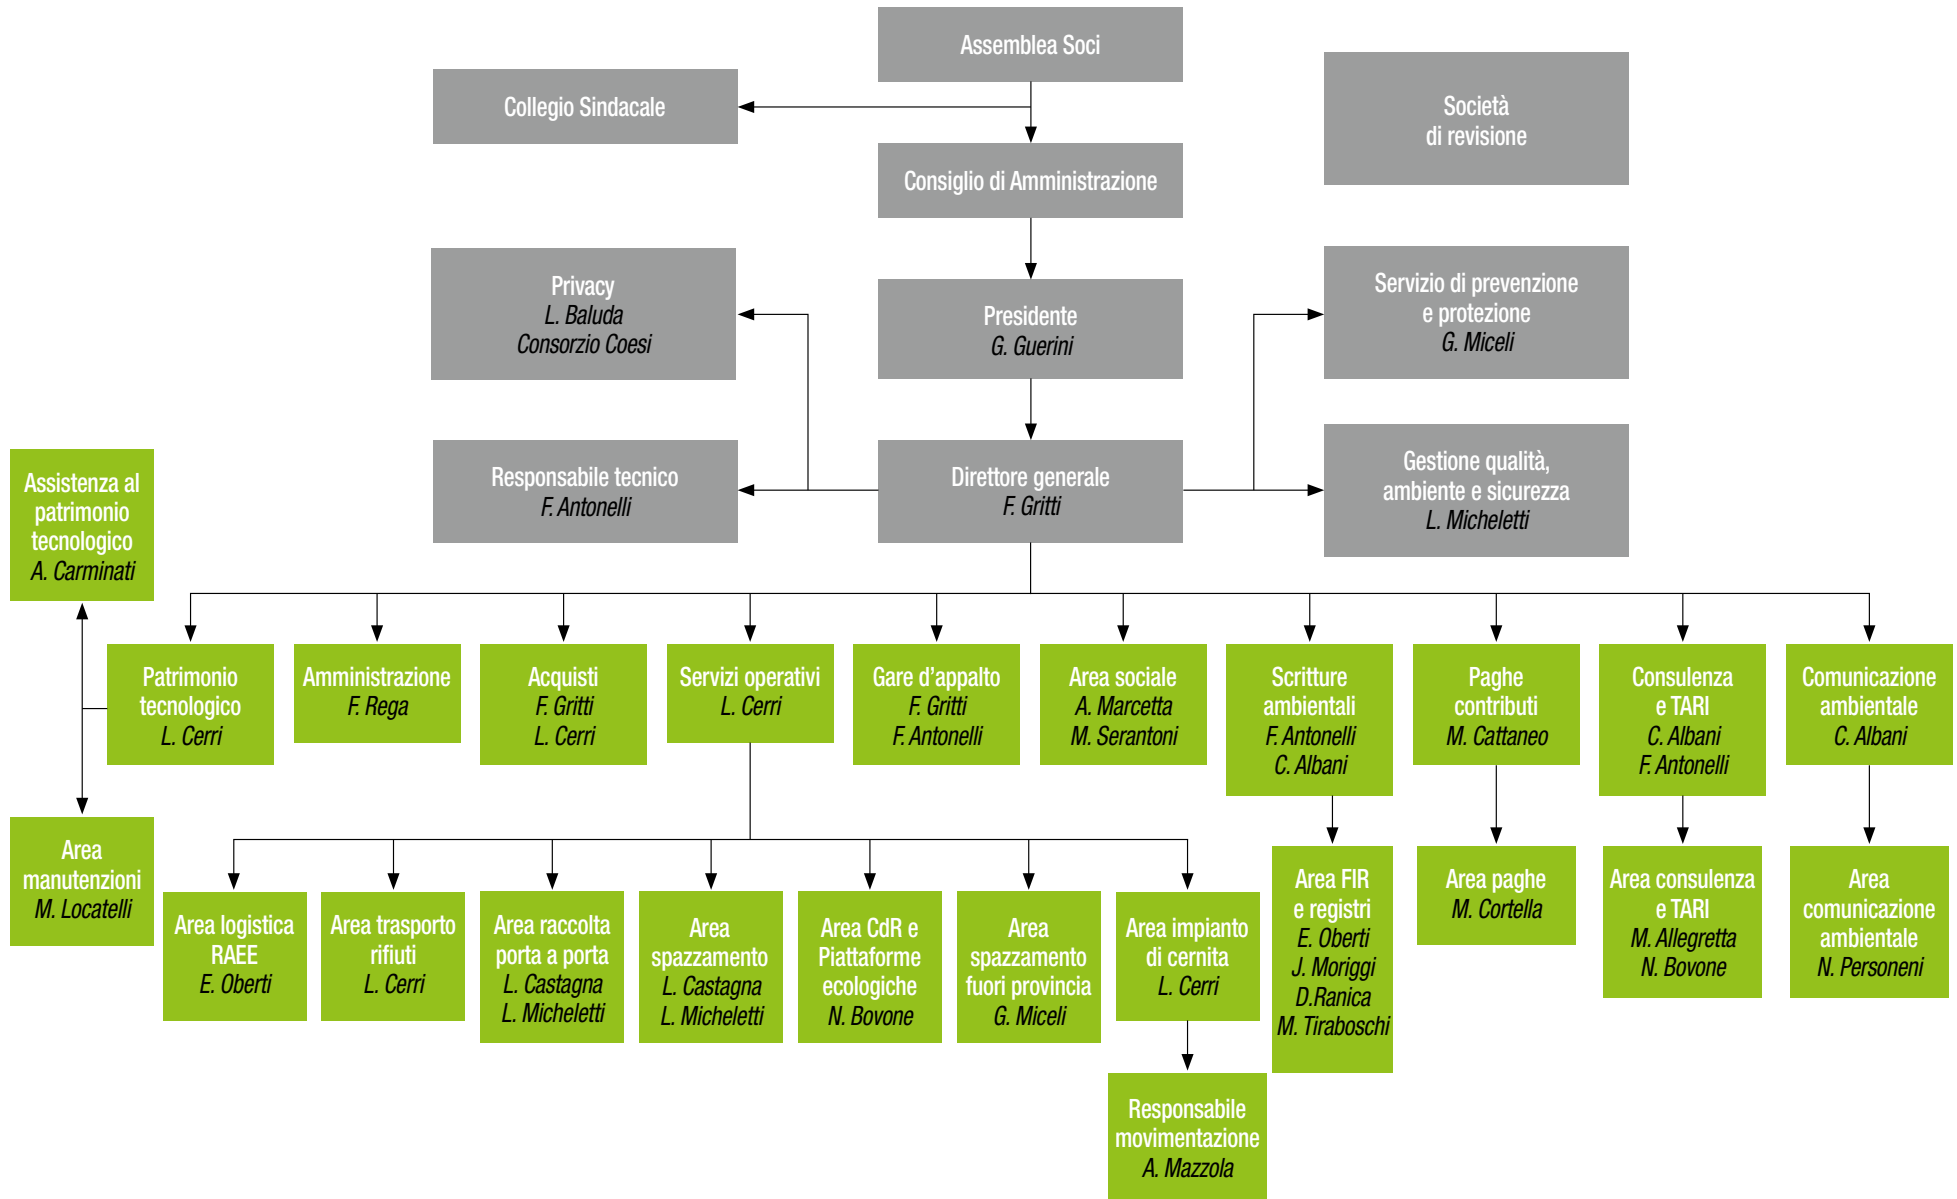 Assemblea Soci
Collegio Sindacale
Società
di revisione
Consiglio di Amministrazione
Privacy
L. Baluda
Consorzio Coesi
Presidente
G. Guerini
Servizio di prevenzione
e protezione
G. Miceli
Responsabile tecnico
F. Antonelli
Direttore generale
F. Gritti
Gestione qualità,
ambiente e sicurezza
L. Micheletti
Assistenza al
patrimonio
tecnologico
A. Carminati
Patrimonio
tecnologico
L. Cerri
Amministrazione
F. Rega
Acquisti
F. Gritti
L. Cerri
Servizi operativi
L. Cerri
Gare d'appalto
F. Gritti
F. Antonelli
Area sociale
A. Marcetta
M. Serantoni
Scritture
ambientali
F. Antonelli
C. Albani
Paghe
contributi
M. Cattaneo
Consulenza
e TARI
C. Albani
F. Antonelli
Comunicazione
ambientale
C. Albani
Area
manutenzioni
M. Locatelli
Area logistica
RAEE
E. Oberti
Area trasporto
rifiuti
L. Cerri
Area raccolta
porta a porta
L. Castagna
L. Micheletti
Area
spazzamento
L. Castagna
L. Micheletti
Area CdR e
Piattaforme
ecologiche
N. Bovone
Area
spazzamento
fuori provincia
G. Miceli
Area impianto
di cernita
L. Cerri
Area FIR
e registri
E. Oberti
J. Moriggi
D.Ranica
M. Tiraboschi
Area paghe
M. Cortella
Area consulenza
e TARI
M. Allegretta
N. Bovone
Area
comunicazione
ambientale
N. Personeni
Responsabile
movimentazione
A. Mazzola